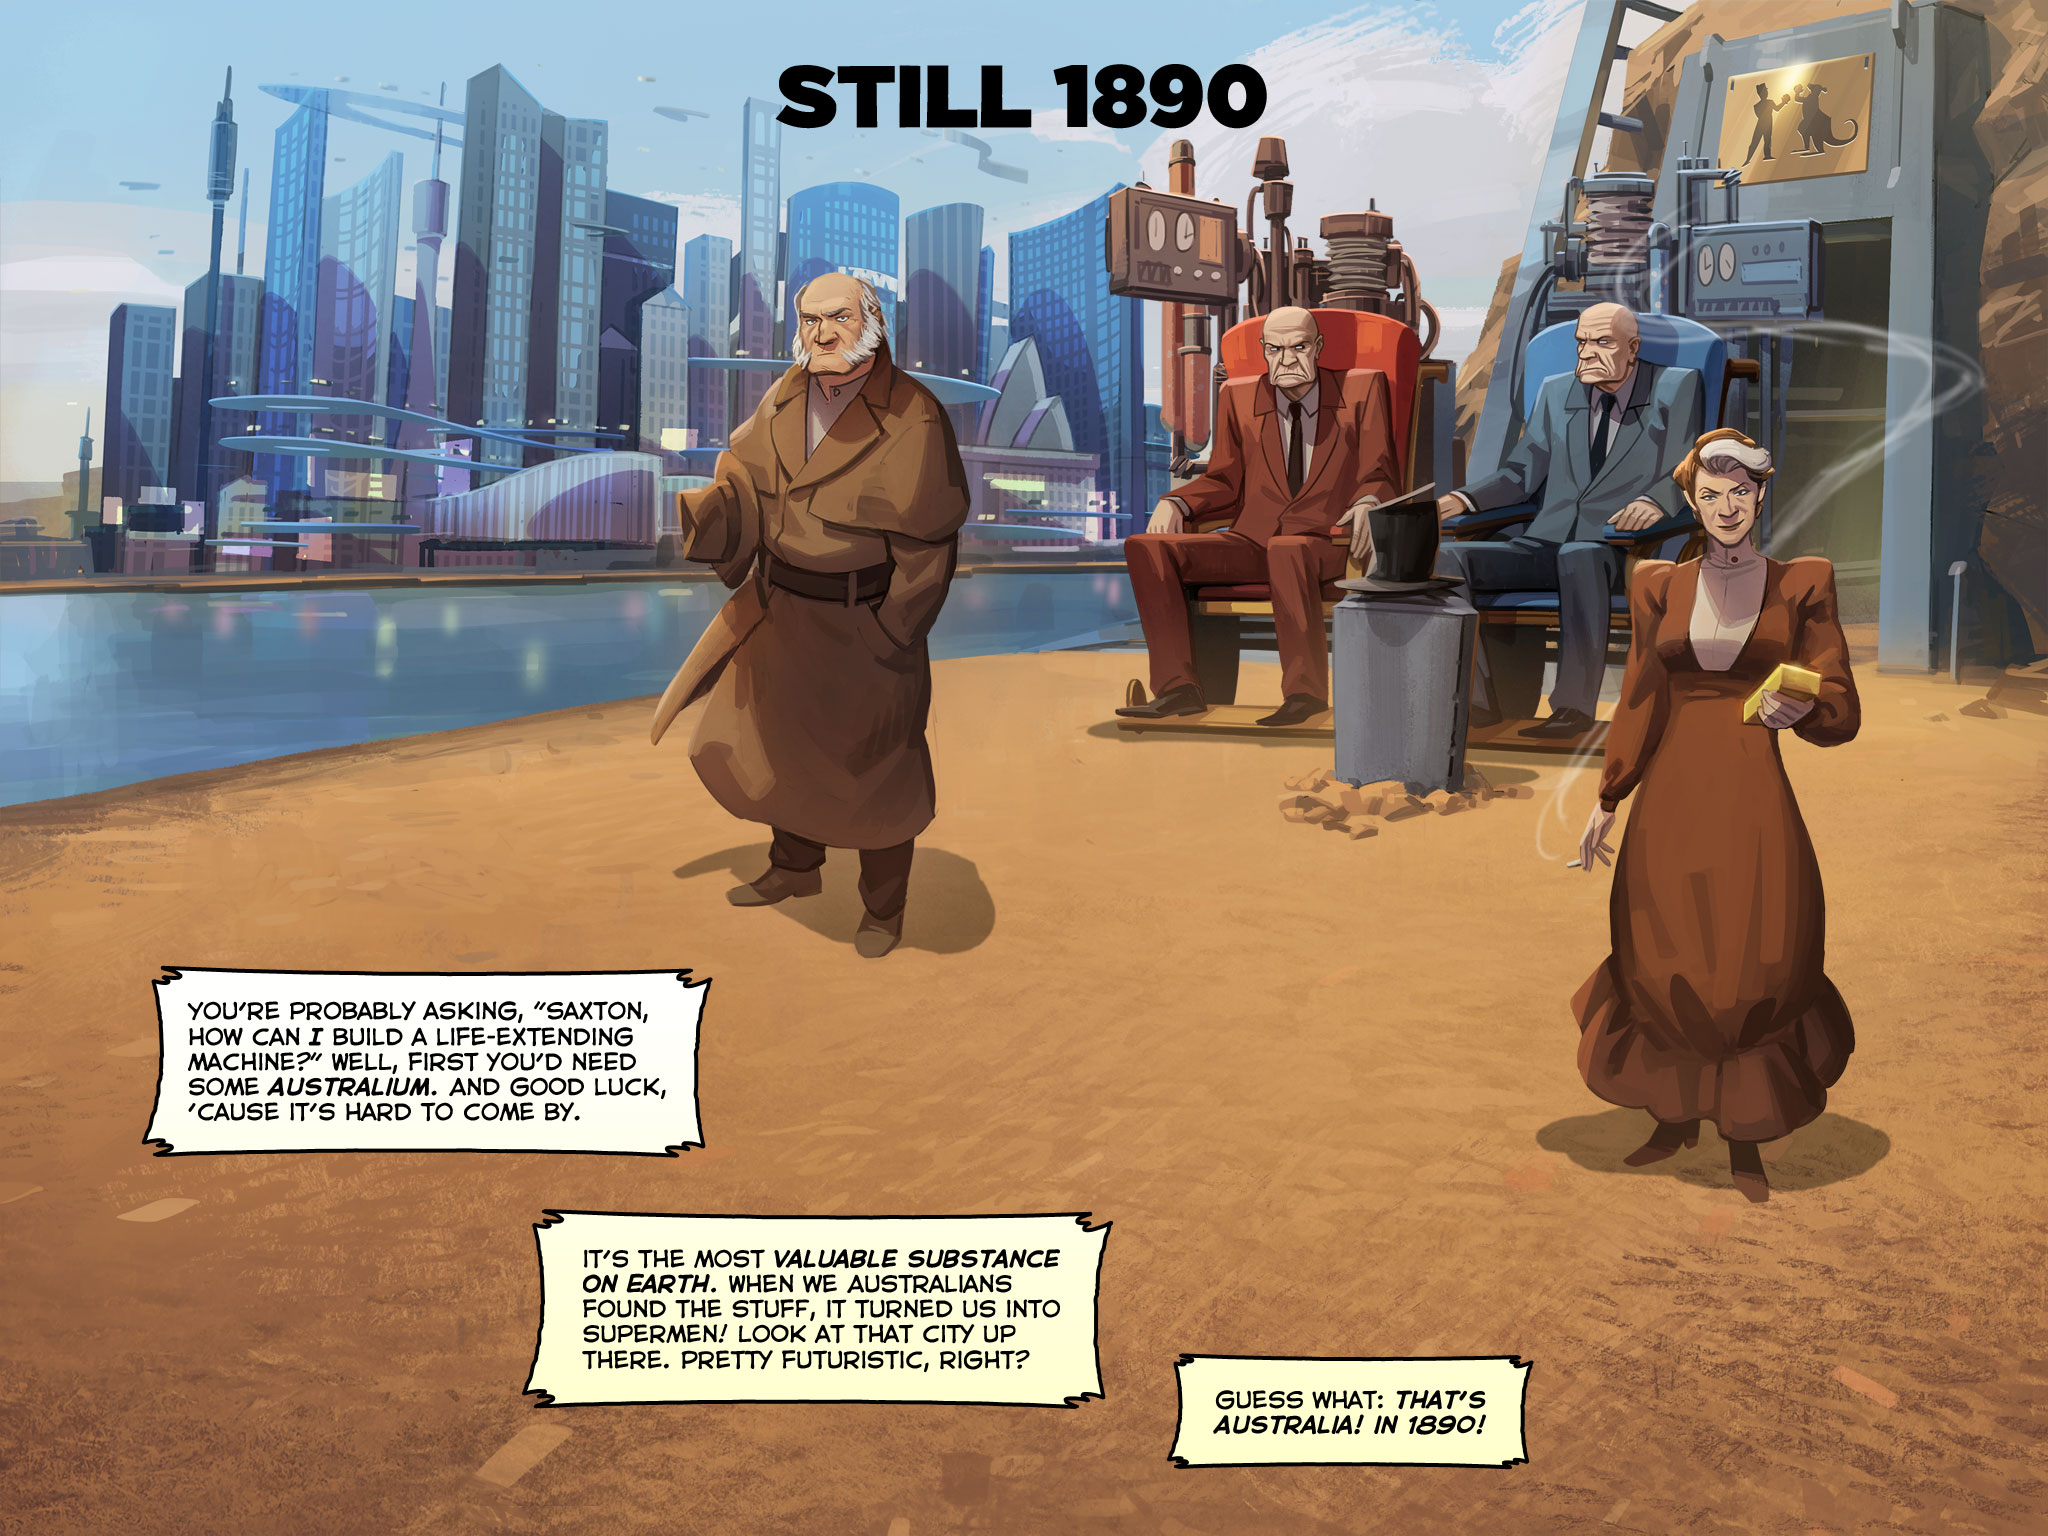 STILL 1890
YOU'RE PROBABLY ASKING, "SAXTON,
HOW CAN I BUILD A LIFE-EXTENDING
MACHINE?" WELL, FIRST YOU'D NEED
SOME AUSTRALIUM. AND GOOD LUCK,
'CAUSE IT'S HARD TO COME BY.
IT'S THE MOST VALUABLE SUBSTANCE
ON EARTH. WHEN WE AUSTRALIANS
FOUND THE STUFF, IT TURNED US INTO
SUPERMEN! LOOK AT THAT CITY UP
THERE. PRETTY FUTURISTIC, RIGHT?
GUESS WHAT: THAT'S
AUSTRALIA! IN 1890!